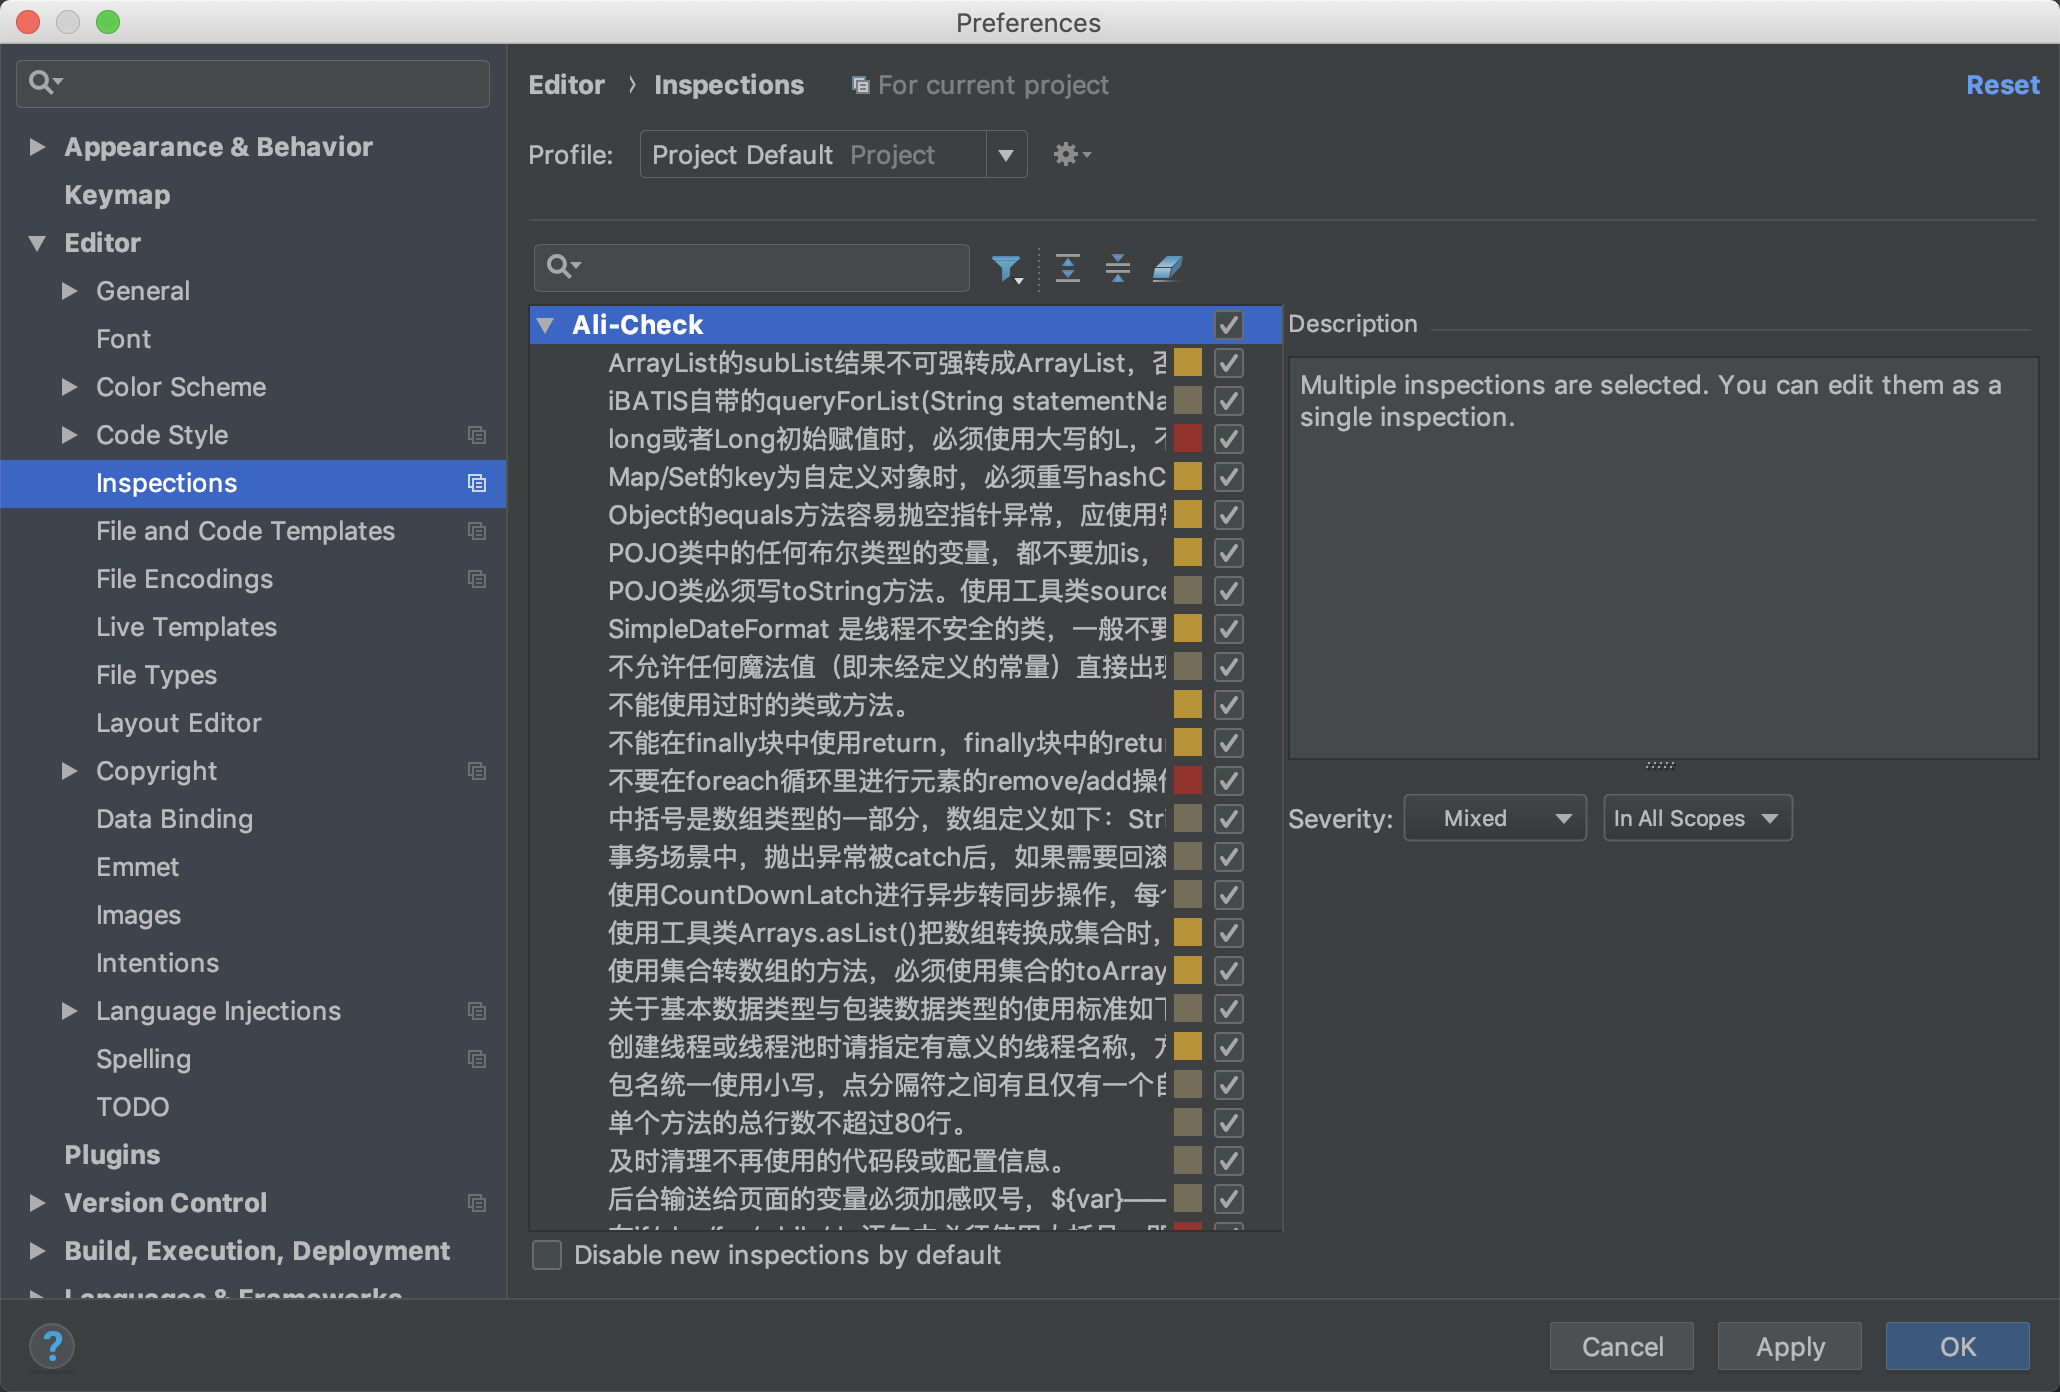 Preferences
Appearance & Behavior
Keymap
Editor
General
Font
Color Scheme
Code Style
Inspections
File and Code Templates
File Encodings
Live Templates
File Types
Layout Editor
Copyright
Data Binding
Emmet
Images
Intentions
Language Injections
Spelling
TODO
Plugins
Version Control
Build, Execution, Deployment
Languages & Frameworks
Editor › Inspections For current project
Reset
Profile: Project Default Project
Ali-Check
ArrayList的subList结果不可强转成ArrayList，否
iBATIS自带的queryForList(String statementNa
long或者Long初始赋值时，必须使用大写的L，不
Map/Set的key为自定义对象时，必须重写hashC
Object的equals方法容易抛空指针异常，应使用常
POJO类中的任何布尔类型的变量，都不要加is，
POJO类必须写toString方法。使用工具类source
SimpleDateFormat 是线程不安全的类，一般不要
不允许任何魔法值（即未经定义的常量）直接出现
不能使用过时的类或方法。
不能在finally块中使用return，finally块中的retur
不要在foreach循环里进行元素的remove/add操作
中括号是数组类型的一部分，数组定义如下：Stri
事务场景中，抛出异常被catch后，如果需要回滚
使用CountDownLatch进行异步转同步操作，每个
使用工具类Arrays.asList()把数组转换成集合时，
使用集合转数组的方法，必须使用集合的toArray
关于基本数据类型与包装数据类型的使用标准如下
创建线程或线程池时请指定有意义的线程名称，方
包名统一使用小写，点分隔符之间有且仅有一个自
单个方法的总行数不超过80行。
及时清理不再使用的代码段或配置信息。
后台输送给页面的变量必须加感叹号，${var}——
Disable new inspections by default
Description
Multiple inspections are selected. You can edit them as a
single inspection.
Severity: Mixed In All Scopes
?
Cancel Apply OK